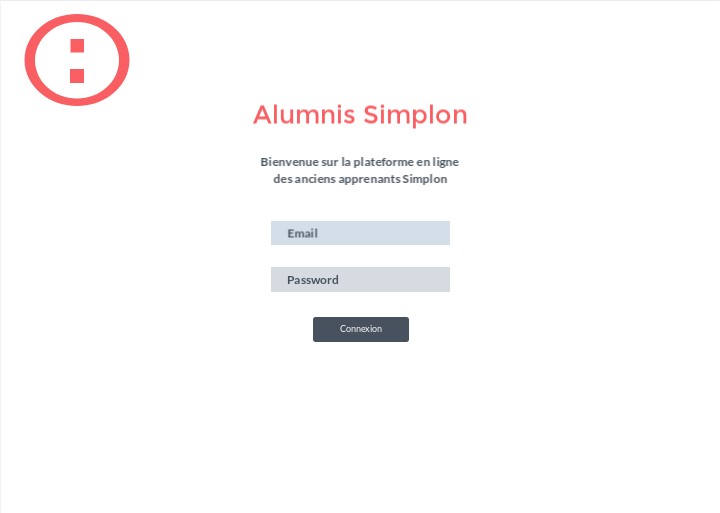 Alumnis Simplon
Bienvenue sur la plateforme en ligne
des anciens apprenants Simplon
Email
Password
Connexion